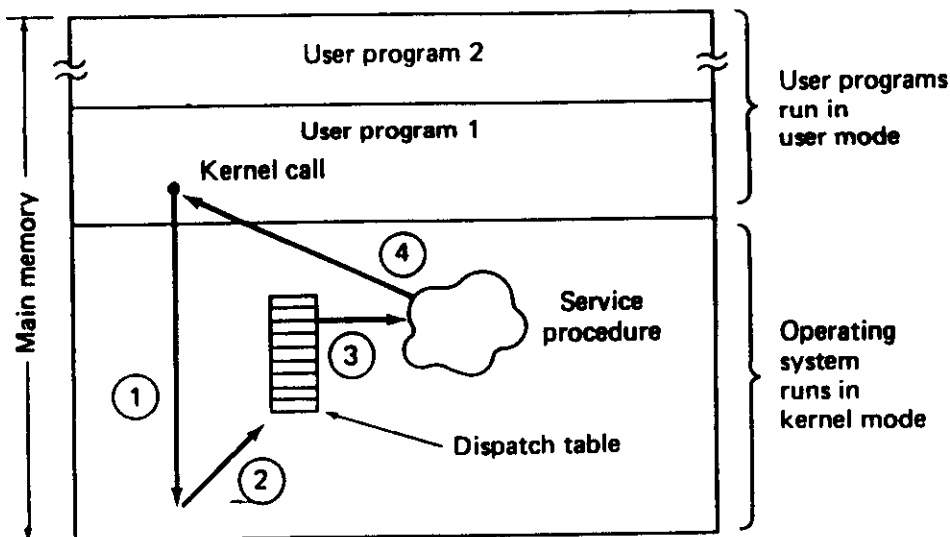 User program 2
User programs
run in
user mode
User program 1
Kernel call
Main memory
4
Service
procedure
3
Operating
system
runs in
kernel mode
1
Dispatch table
2